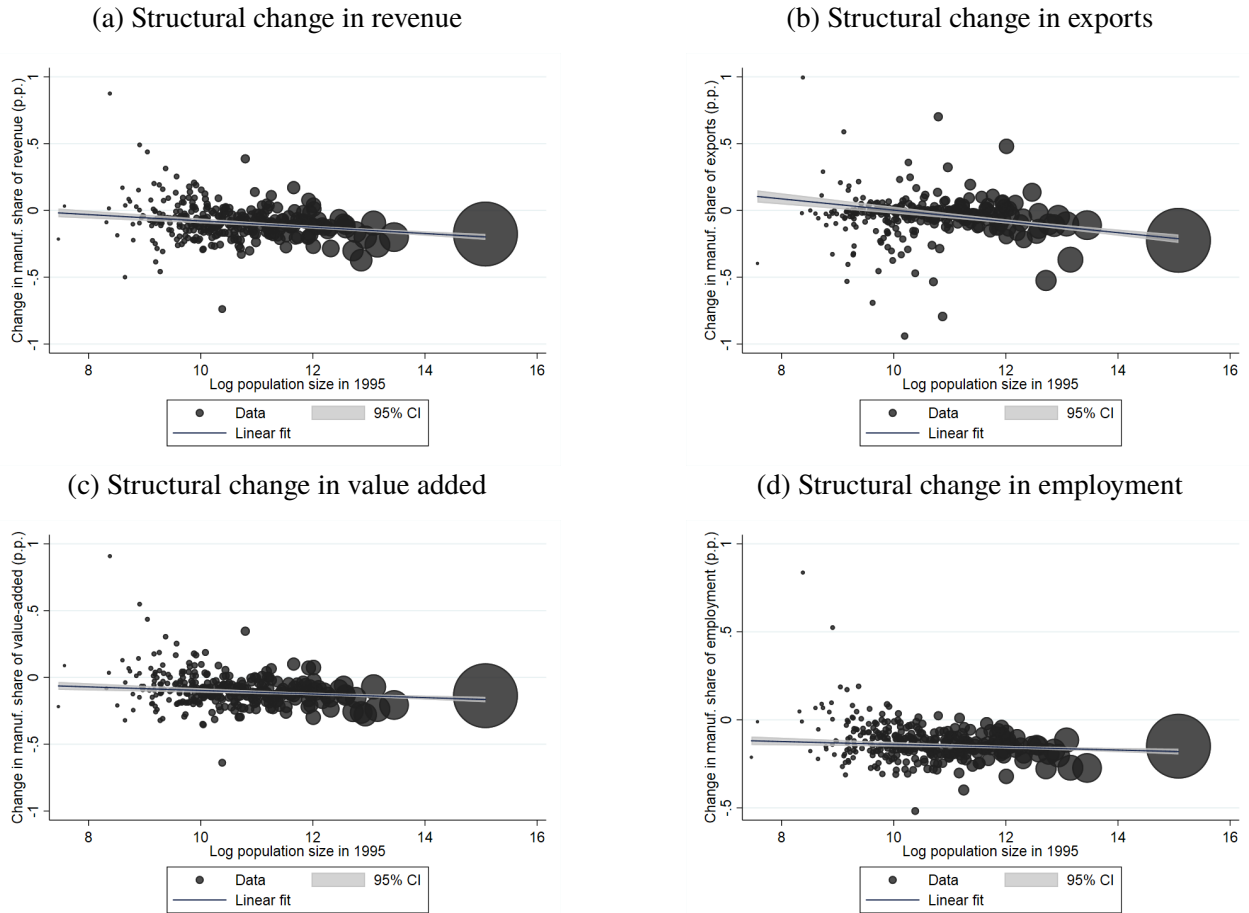 (a) Structural change in revenue
Change in manuf. share of revenue (p.p.)
1
.5
0
-.5
-1
8 10 12 14 16
Log population size in 1995
Data 95% CI
Linear fit
(b) Structural change in exports
Change in manuf. share of exports (p.p.)
1
.5
0
-.5
-1
8 10 12 14 16
Log population size in 1995
Data 95% CI
Linear fit
(c) Structural change in value added
Change in manuf. share of value-added (p.p.)
1
.5
0
-.5
-1
8 10 12 14 16
Log population size in 1995
Data 95% CI
Linear fit
(d) Structural change in employment
Change in manuf. share of employment (p.p.)
1
.5
0
-.5
8 10 12 14 16
Log population size in 1995
Data 95% CI
Linear fit